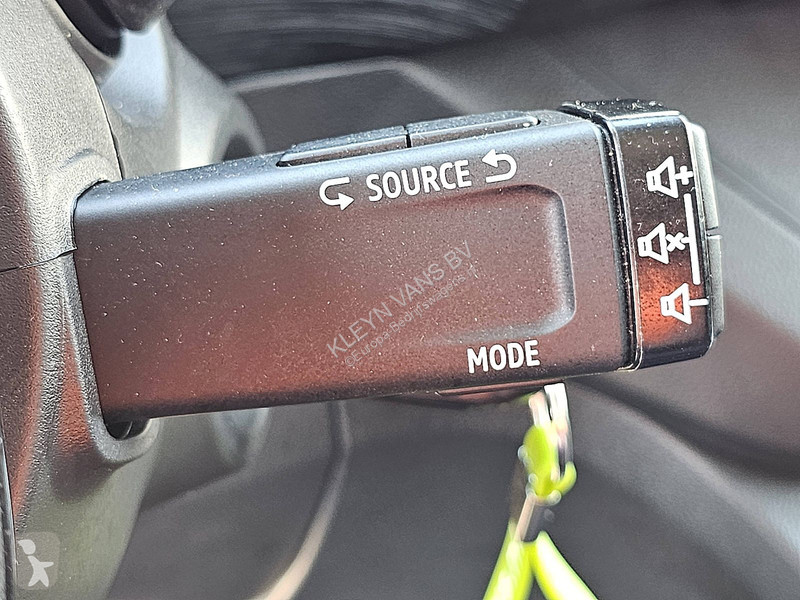 SOURCE
KLEYN VANS BV
MODE